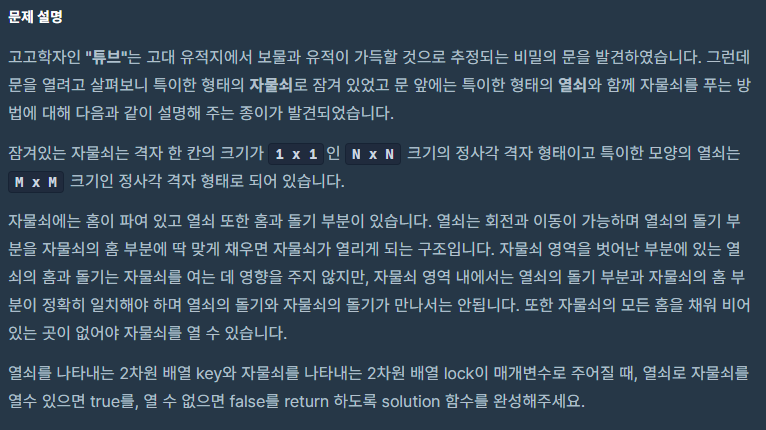 문제 설명
고고학자인 "튜브"는 고대 유적지에서 보물과 유적이 가득할 것으로 추정되는 비밀의 문을 발견하였습니다. 그런데
문을 열려고 살펴보니 특이한 형태의 자물쇠로 잠겨 있었고 문 앞에는 특이한 형태의 열쇠와 함께 자물쇠를 푸는 방
법에 대해 다음과 같이 설명해 주는 종이가 발견되었습니다.
잠겨있는 자물쇠는 격자 한 칸의 크기가 1 x 1인 N x N 크기의 정사각 격자 형태이고 특이한 모양의 열쇠는
M x M 크기인 정사각 격자 형태로 되어 있습니다.
자물쇠에는 홈이 파여 있고 열쇠 또한 홈과 돌기 부분이 있습니다. 열쇠는 회전과 이동이 가능하며 열쇠의 돌기 부
분을 자물쇠의 홈 부분에 딱 맞게 채우면 자물쇠가 열리게 되는 구조입니다. 자물쇠 영역을 벗어난 부분에 있는 열
쇠의 홈과 돌기는 자물쇠를 여는 데 영향을 주지 않지만, 자물쇠 영역 내에서는 열쇠의 돌기 부분과 자물쇠의 홈 부
분이 정확히 일치해야 하며 열쇠의 돌기와 자물쇠의 돌기가 만나서는 안됩니다. 또한 자물쇠의 모든 홈을 채워 비어
있는 곳이 없어야 자물쇠를 열 수 있습니다.
열쇠를 나타내는 2차원 배열 key와 자물쇠를 나타내는 2차원 배열 lock이 매개변수로 주어질 때, 열쇠로 자물쇠를
열수 있으면 true를, 열 수 없으면 false를 return 하도록 solution 함수를 완성해주세요.